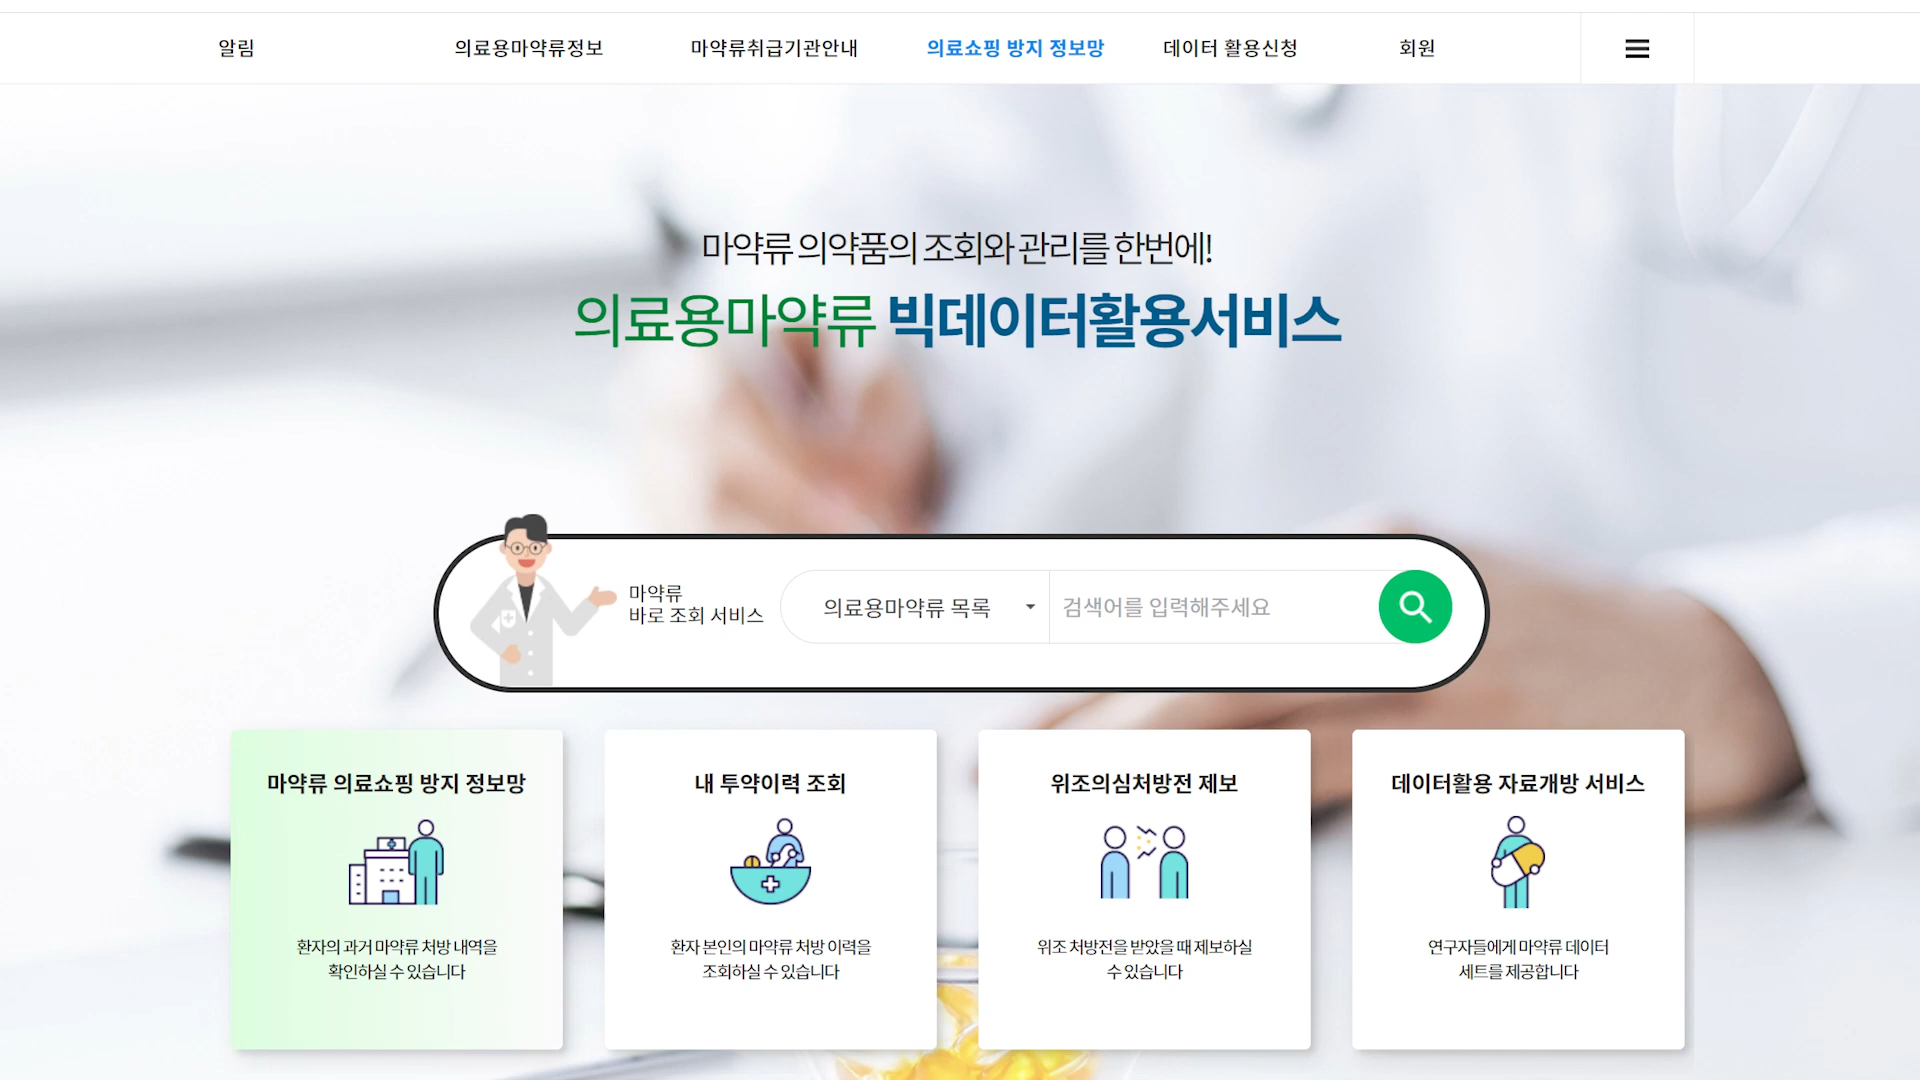 알림
의료용마약류정보
마약류취급기관안내
의료쇼핑 방지 정보망
데이터 활용신청
회원
마약류 의약품의 조회와 관리를 한번에!
의료용마약류 빅데이터활용서비스
마약류
바로 조회 서비스
의료용마약류 목록
검색어를 입력해주세요
마약류 의료쇼핑 방지 정보망
환자의 과거 마약류 처방 내역을
확인하실 수 있습니다
내 투약이력 조회
환자 본인의 마약류 처방 이력을
조회하실 수 있습니다
위조의심처방전 제보
위조 처방전을 받았을 때 제보하실
수 있습니다
데이터활용 자료개방 서비스
연구자들에게 마약류 데이터
세트를 제공합니다